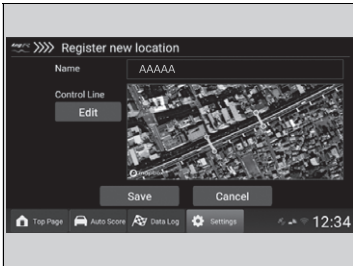 Register new location
Name
AAAAA
Control Line
Edit
mapbox
Save
Cancel
Top Page
Auto Score
Data Log
Settings
12:34